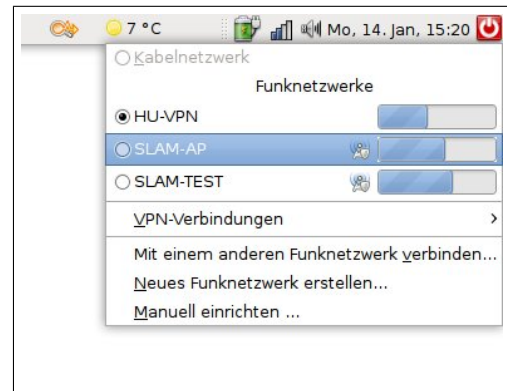 7 °C Mo, 14. Jan, 15:20
Kabelnetzwerk
Funknetzwerke
HU-VPN
SLAM-AP
SLAM-TEST
VPN-Verbindungen
Mit einem anderen Funknetzwerk verbinden...
Neues Funknetzwerk erstellen...
Manuell einrichten ...